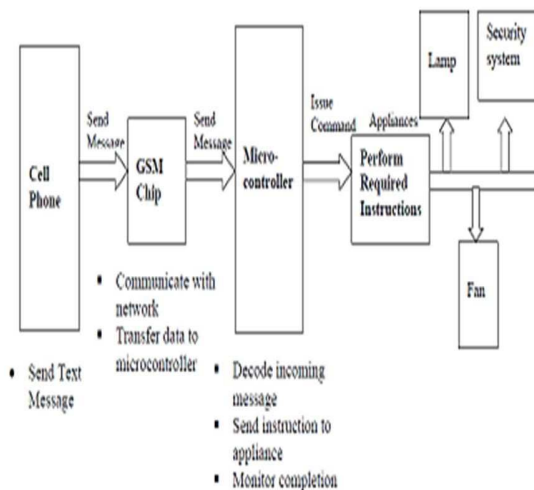 Lamp
Security
system
Send
Message
Send
Message
Issue
Command
Appliances
Cell
Phone
GSM
Chip
Micro-
controller
Perform
Required
Instructions
Fan
▪ Communicate with
network
▪ Transfer data to
microcontroller
• Send Text
Message
▪ Decode incoming
message
▪ Send instruction to
appliance
▪ Monitor completion